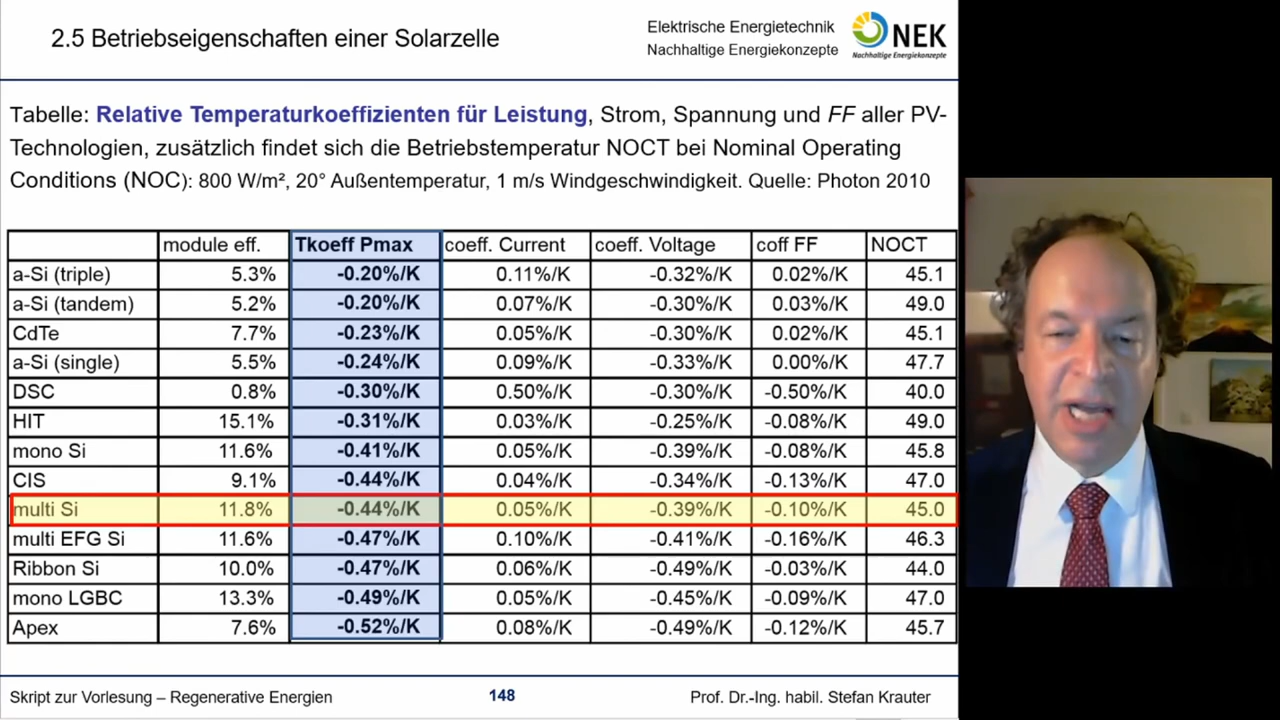 2.5 Betriebseigenschaften einer Solarzelle
Elektrische Energietechnik
Nachhaltige Energiekonzepte
NEK
Nachhaltige Energiekonzepte
Tabelle: Relative Temperaturkoeffizienten für Leistung, Strom, Spannung und FF aller PV-
Technologien, zusätzlich findet sich die Betriebstemperatur NOCT bei Nominal Operating
Conditions (NOC): 800 W/m², 20° Außentemperatur, 1 m/s Windgeschwindigkeit. Quelle: Photon 2010
module eff. Tkoeff Pmax coeff. Current coeff. Voltage coff FF NOCT
a-Si (triple) 5.3% -0.20%/K 0.11%/K -0.32%/K 0.02%/K 45.1
a-Si (tandem) 5.2% -0.20%/K 0.07%/K -0.30%/K 0.03%/K 49.0
CdTe 7.7% -0.23%/K 0.05%/K -0.30%/K 0.02%/K 45.1
a-Si (single) 5.5% -0.24%/K 0.09%/K -0.33%/K 0.00%/K 47.7
DSC 0.8% -0.30%/K 0.50%/K -0.30%/K -0.50%/K 40.0
HIT 15.1% -0.31%/K 0.03%/K -0.25%/K -0.08%/K 49.0
mono Si 11.6% -0.41%/K 0.05%/K -0.39%/K -0.08%/K 45.8
CIS 9.1% -0.44%/K 0.04%/K -0.34%/K -0.13%/K 47.0
multi Si 11.8% -0.44%/K 0.05%/K -0.39%/K -0.10%/K 45.0
multi EFG Si 11.6% -0.47%/K 0.10%/K -0.41%/K -0.16%/K 46.3
Ribbon Si 10.0% -0.47%/K 0.06%/K -0.49%/K -0.03%/K 44.0
mono LGBC 13.3% -0.49%/K 0.05%/K -0.45%/K -0.09%/K 47.0
Apex 7.6% -0.52%/K 0.08%/K -0.49%/K -0.12%/K 45.7
Skript zur Vorlesung – Regenerative Energien
148
Prof. Dr.-Ing. habil. Stefan Krauter